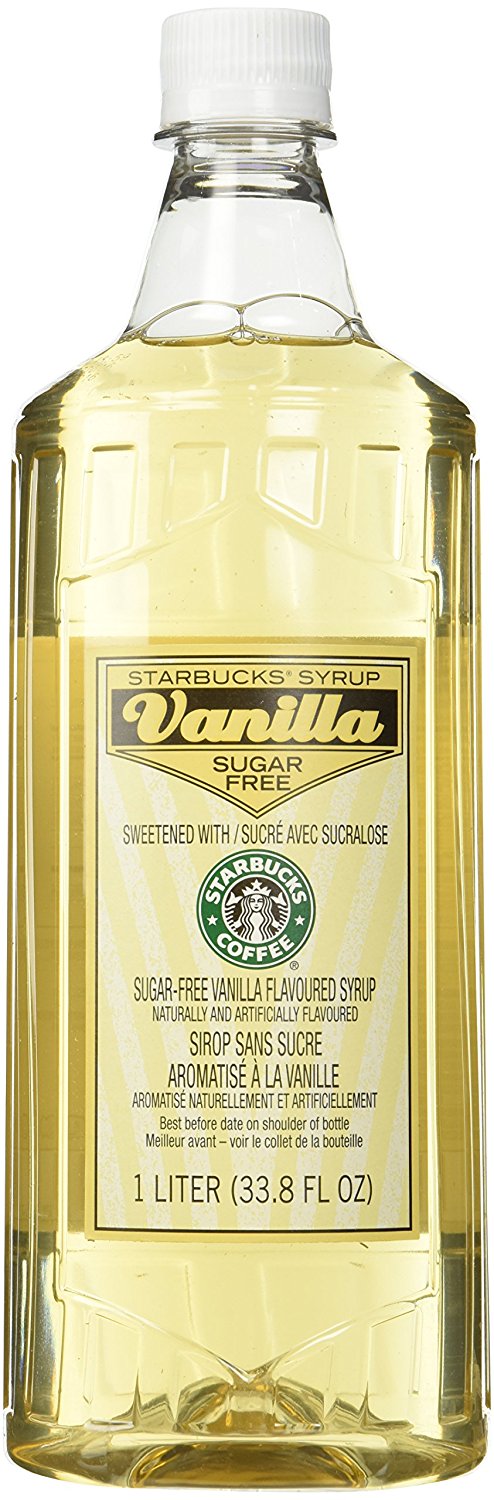 STARBUCKS® SYRUP
Vanilla
SUGAR
FREE
SWEETENED WITH / SUCRÉ AVEC SUCRALOSE
STARBUCKS
COFFEE
®
SUGAR-FREE VANILLA FLAVOURED SYRUP
NATURALLY AND ARTIFICIALLY FLAVOURED
SIROP SANS SUCRE
AROMATISÉ À LA VANILLE
AROMATISÉ NATURELLEMENT ET ARTIFICIELLEMENT
Best before date on shoulder of bottle
Meilleur avant – voir le collet de la bouteille
1 LITER (33.8 FL OZ)